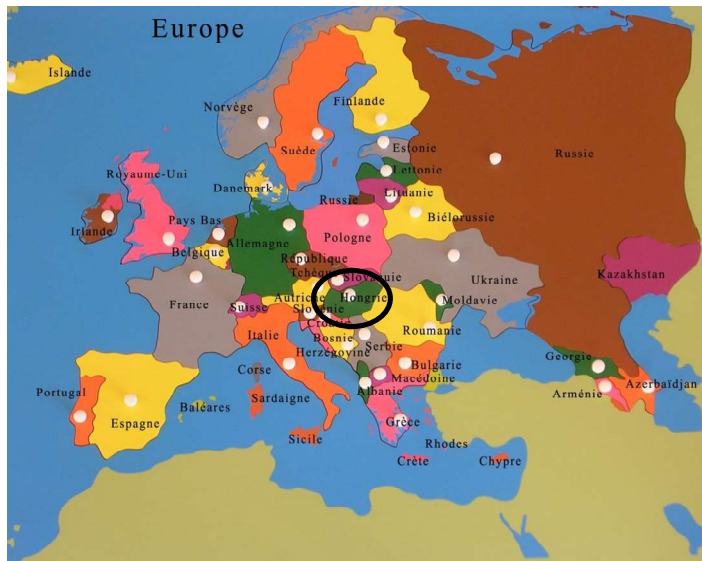 Europe
Islande
Norvège
Finlande
Suède
Estonie
Russie
Lettonie
Royaume-Uni
Danemark
Lituanie
Russie
Biélorussie
Pays Bas
Irlande
Allemagne
Pologne
Belgique
République
Tchèque
Slovaquie
Ukraine
Kazakhstan
Autriche
Hongrie
Moldavie
France
Suisse
Slovénie
Croatie
Roumanie
Italie
Bosnie
Herzégovine
Serbie
Georgie
Bulgarie
Corse
Macédoine
Azerbaïdjan
Portugal
Albanie
Arménie
Sardaigne
Baléares
Espagne
Grèce
Sicile
Rhodes
Crète
Chypre